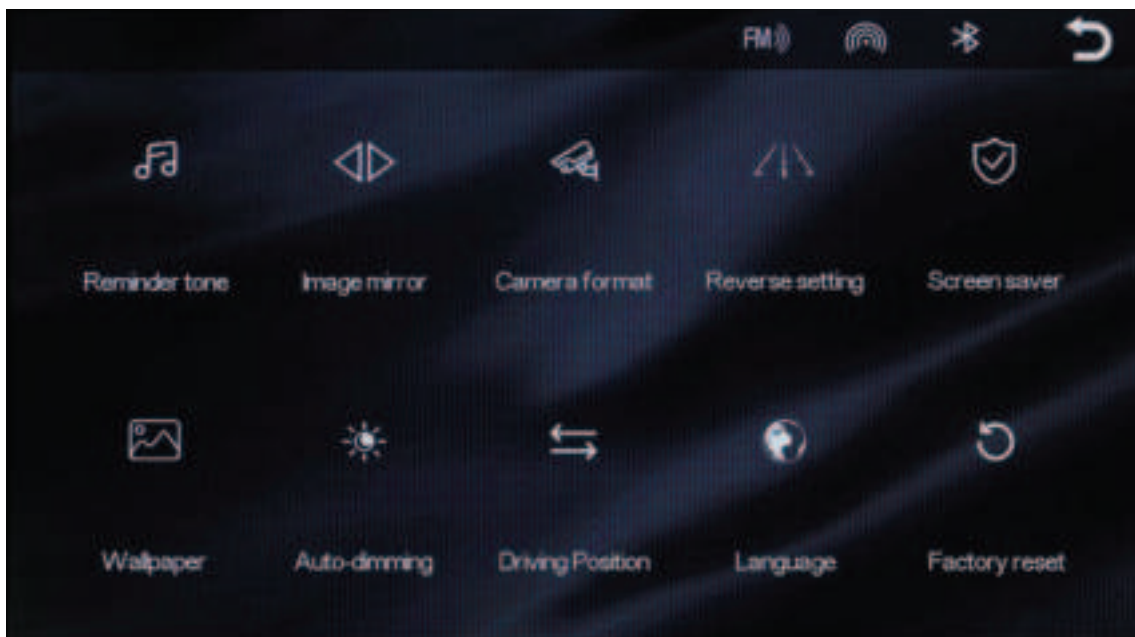 FM
Reminder tone Image mirror Camera format Reverse setting Screen saver
Wallpaper Auto-dimming Driving Position Language Factory reset